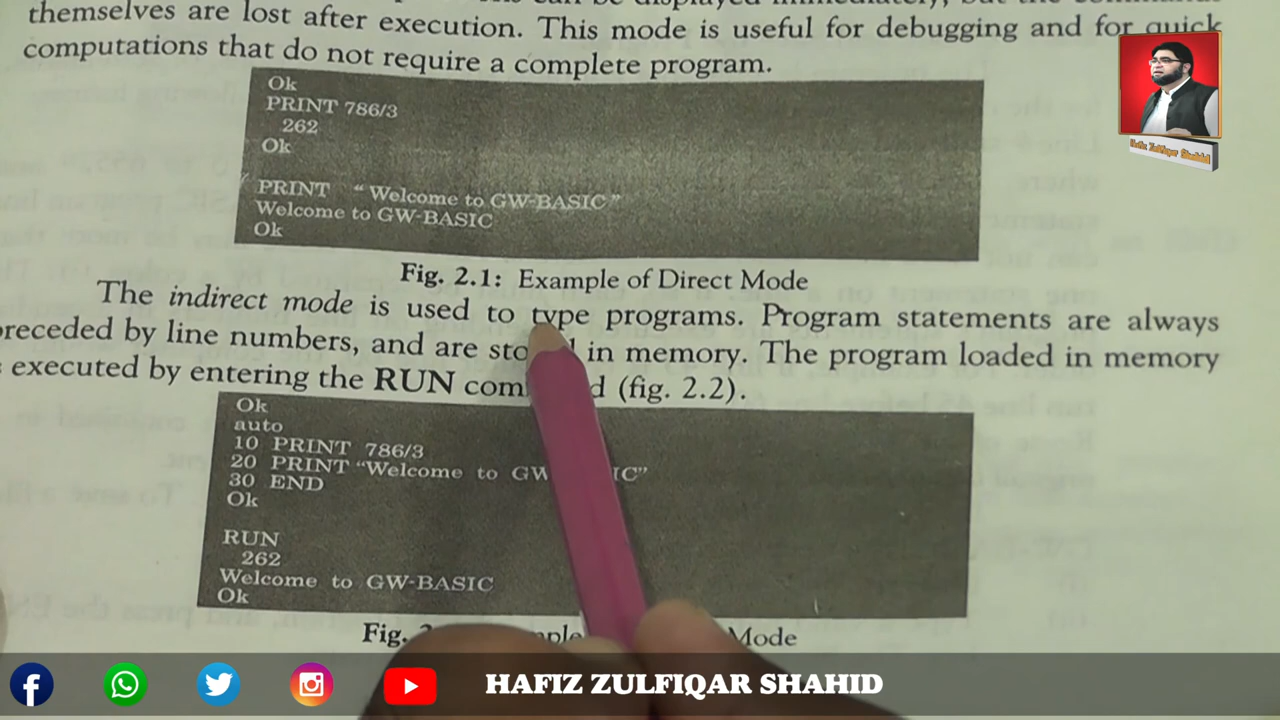 themselves are lost after execution. This mode is useful for debugging and for quick
computations that do not require a complete program.
Ok
PRINT 786/3
262
Ok
PRINT "Welcome to GW-BASIC"
Welcome to GW-BASIC
Ok
Fig. 2.1: Example of Direct Mode
The indirect mode is used to type programs. Program statements are always
preceded by line numbers, and are in memory. The program loaded in memory
executed by entering the RUN (fig. 2.2).
Ok
auto
10 PRINT 786/3
20 PRINT "Welcome to
30 END
Ok
RUN
262
Welcome to GW-BASIC
Ok
Fig. Mode
Hafiz Zulfiqar Shahid
HAFIZ ZULFIQAR SHAHID